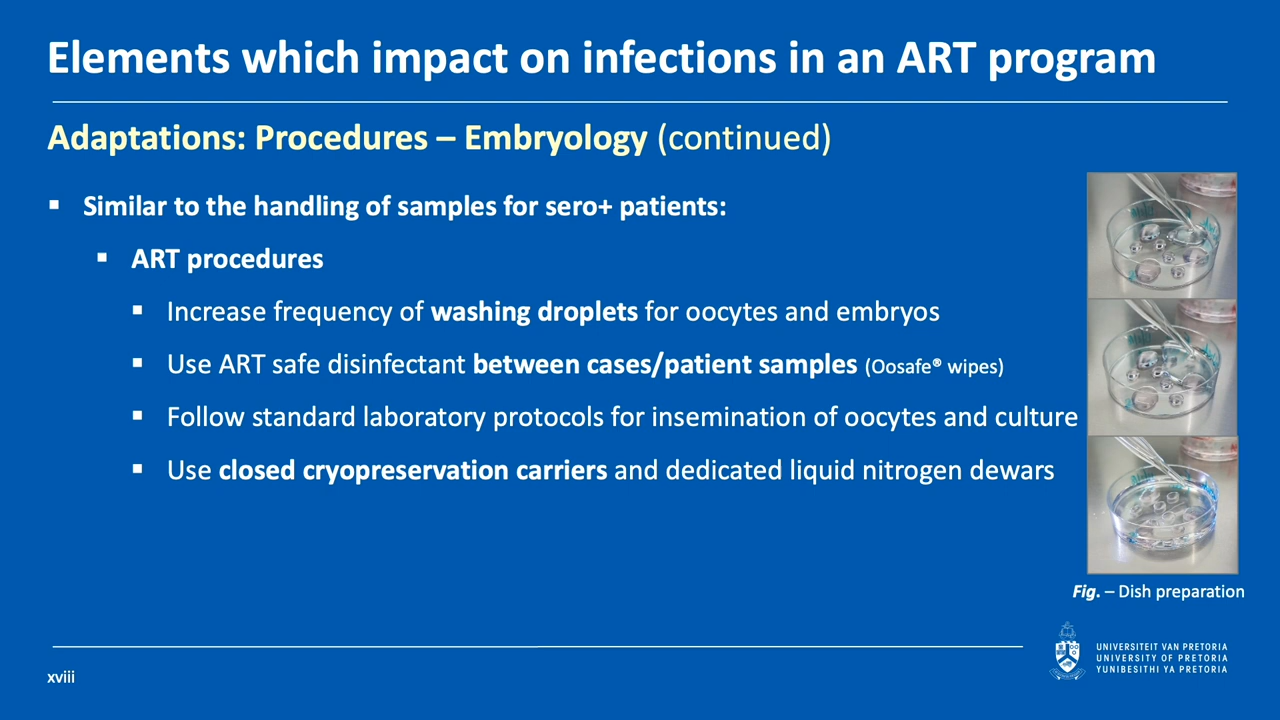 Elements which impact on infections in an ART program
Adaptations: Procedures – Embryology (continued)
▪ Similar to the handling of samples for sero+ patients:
▪ ART procedures
▪ Increase frequency of washing droplets for oocytes and embryos
▪ Use ART safe disinfectant between cases/patient samples (Oosafe® wipes)
▪ Follow standard laboratory protocols for insemination of oocytes and culture
▪ Use closed cryopreservation carriers and dedicated liquid nitrogen dewars
Fig. – Dish preparation
UNIVERSITEIT VAN PRETORIA
UNIVERSITY OF PRETORIA
YUNIBESITHI YA PRETORIA
xviii